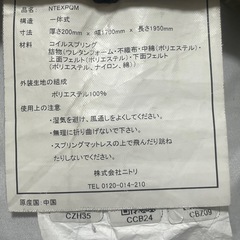 品名 NTEXPQM
構造 一体式
寸法 厚さ200mm × 幅1700mm × 長さ1950mm
材料 コイルスプリング
詰物(ウレタンフォーム・不織布・中綿(ポリエステル)・
上面フェルト(ポリエステル)・下面フェルト
(ポリエステル、ナイロン、綿))
外装生地の組成
ポリエステル100%
使用上の注意
・湿気を避け、風通しをよくしてください。
・無理に折り曲げないで下さい。
・スプリングマットレスの上で飛んだり跳ね
たりしないで下さい。
株式会社ニトリ
TEL 0120-014-210
原産国:中国
CZH35
CCB24
CBZ09